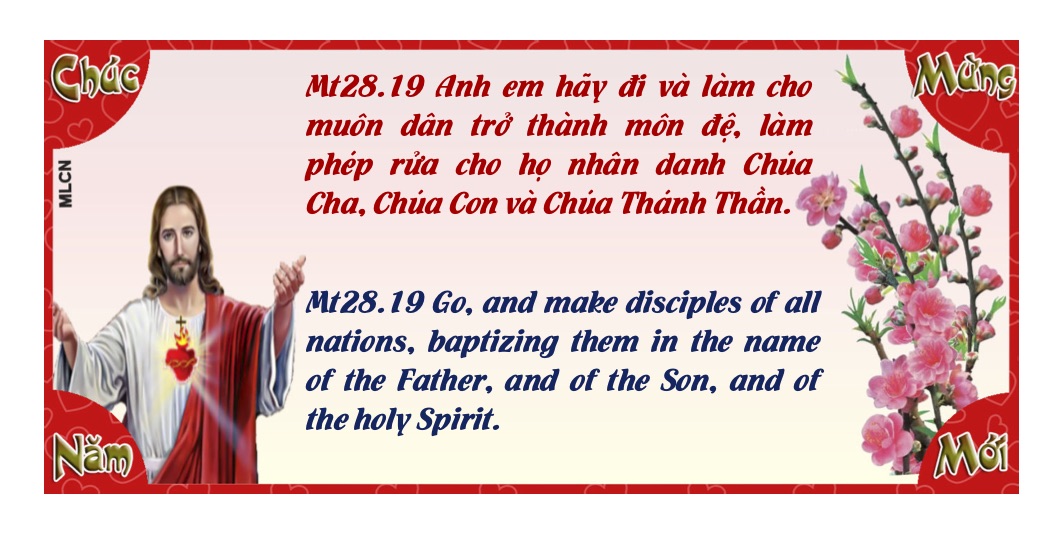 Chúc
Mừng
MLCN
Mt28.19 Anh em hãy đi và làm cho
muôn dân trở thành môn đệ, làm
phép rửa cho họ nhân danh Chúa
Cha, Chúa Con và Chúa Thánh Thần.
Mt28.19 Go, and make disciples of all
nations, baptizing them in the name
of the Father, and of the Son, and of
the holy Spirit.
Năm
Mới